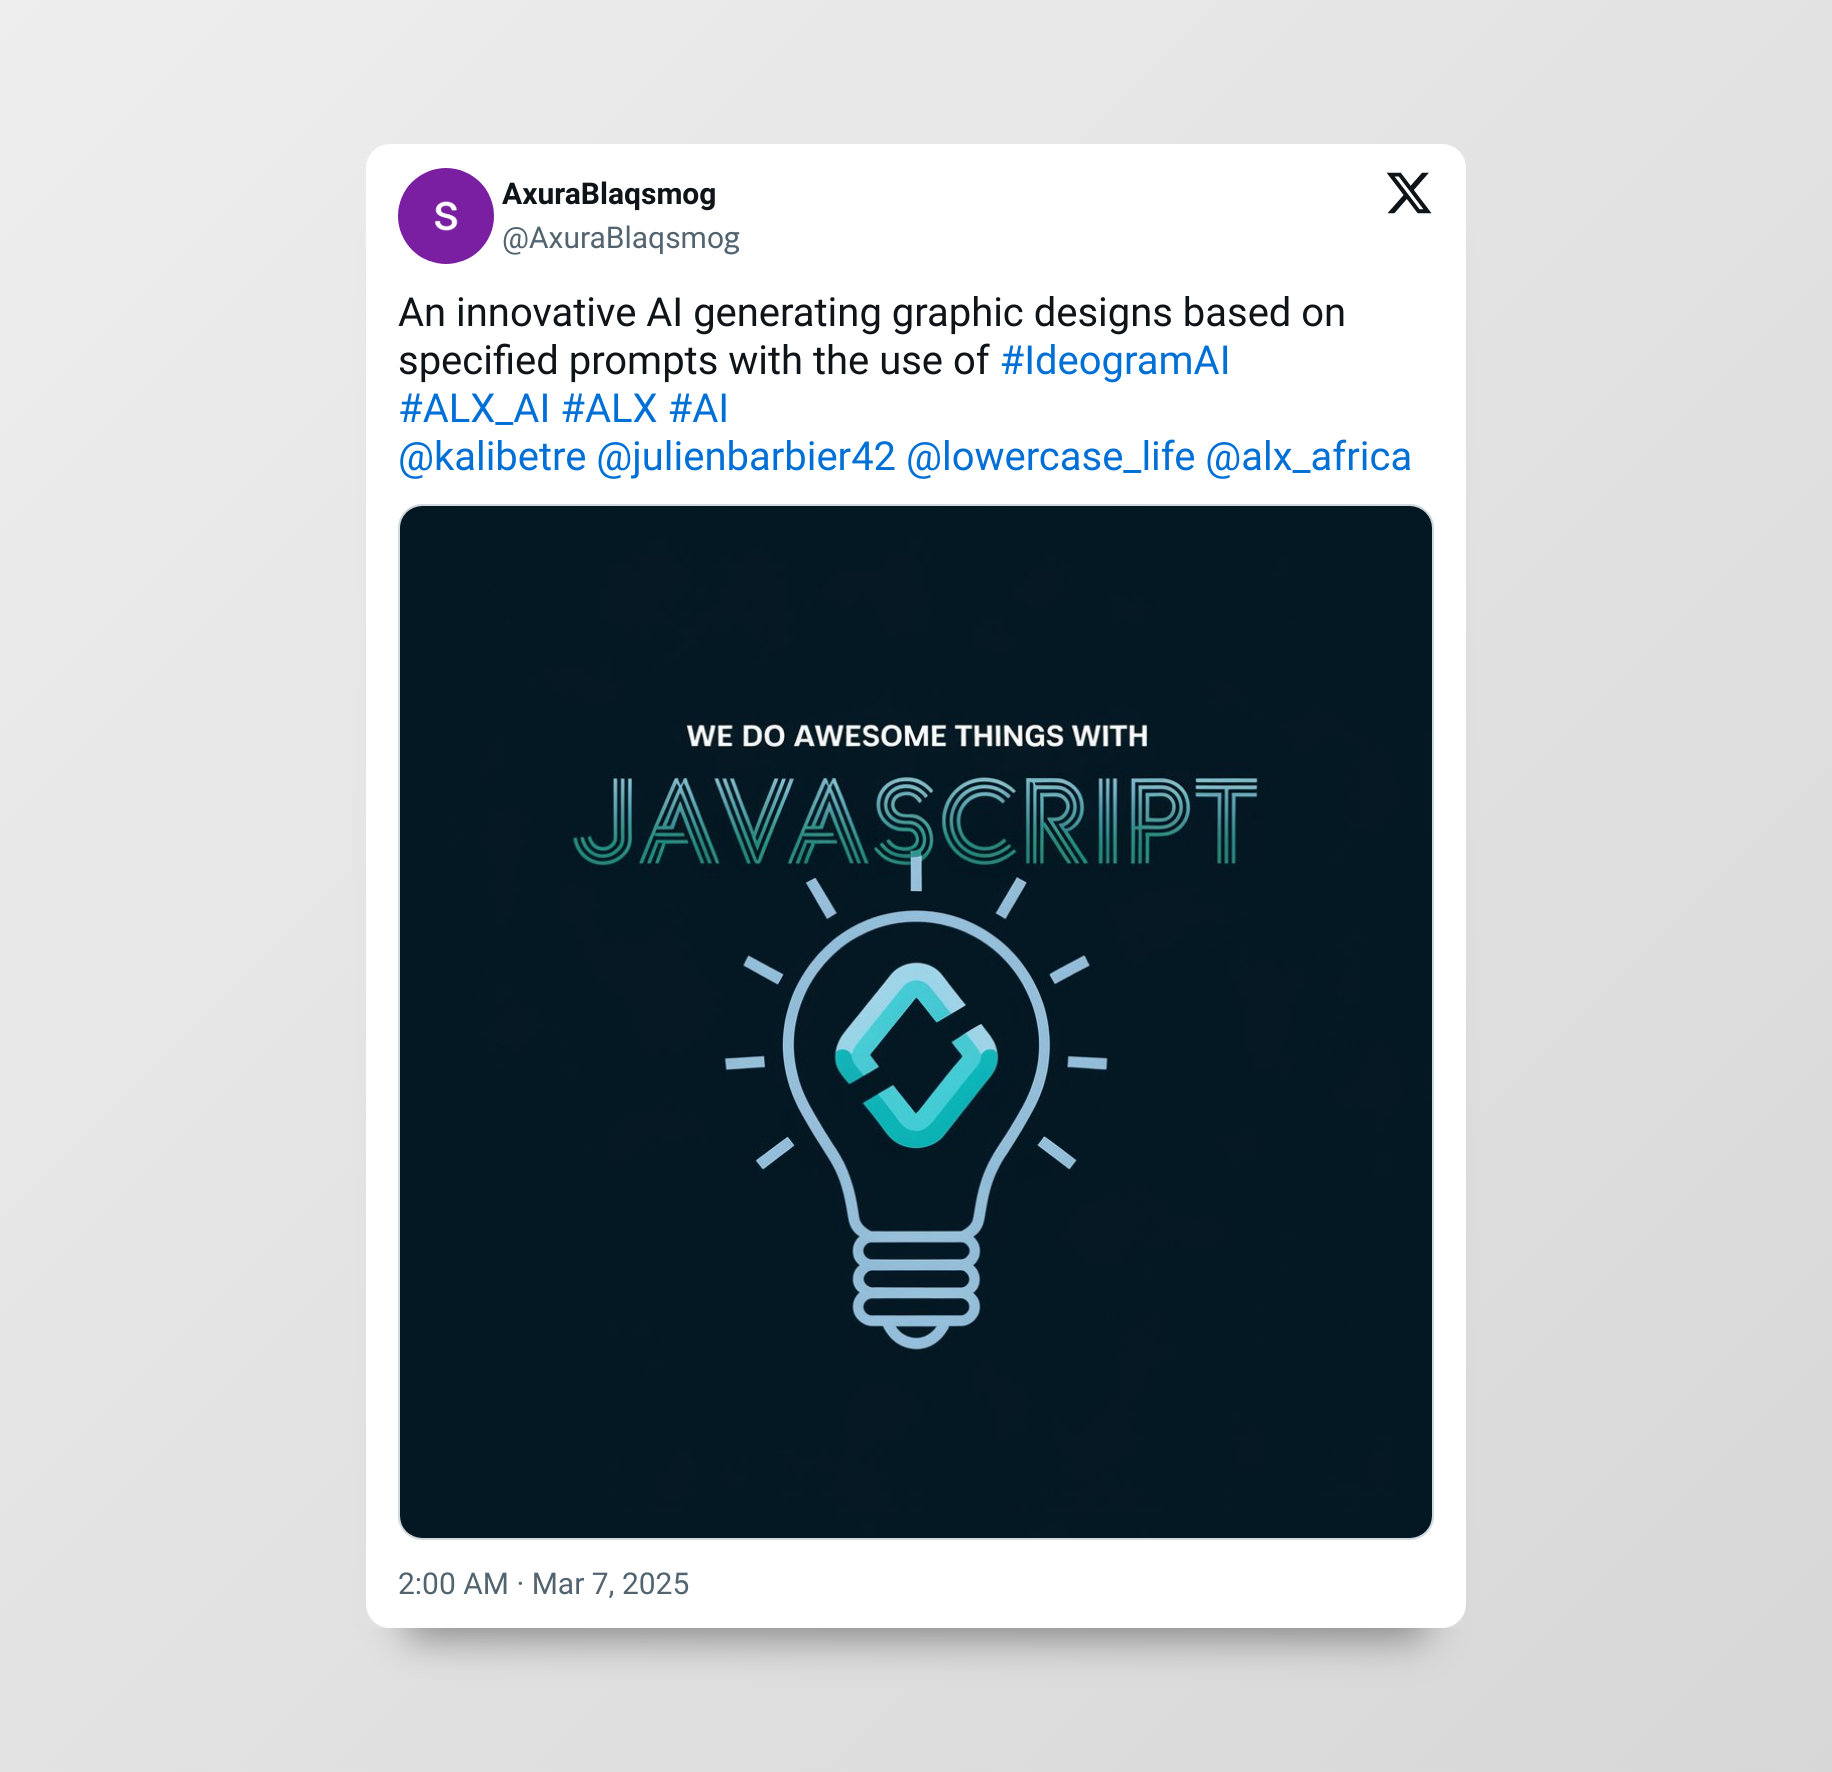 S
AxuraBlaqsmog
@AxuraBlaqsmog
An innovative AI generating graphic designs based on
specified prompts with the use of #IdeogramAI
#ALX_AI #ALX #AI
@kalibetre @julienbarbier42 @lowercase_life @alx_africa
WE DO AWESOME THINGS WITH
JAVASCRIPT
2:00 AM · Mar 7, 2025